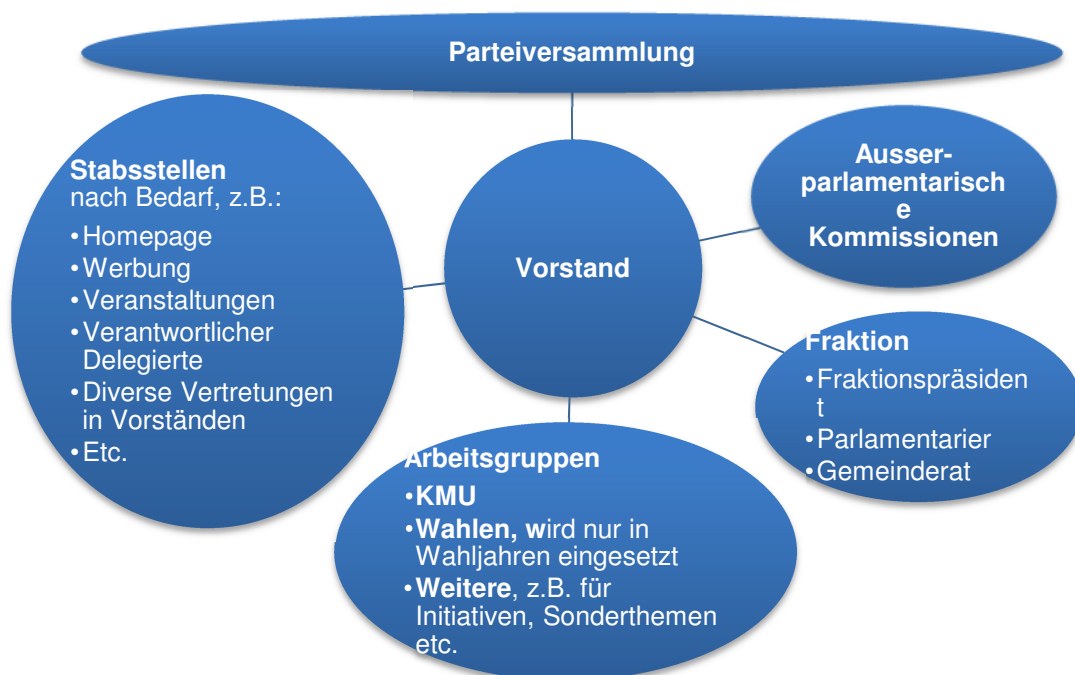 Parteiversammlung
Stabsstellen
nach Bedarf, z.B.:
• Homepage
• Werbung
• Veranstaltungen
• Verantwortlicher
Delegierte
• Diverse Vertretungen
in Vorständen
• Etc.
Vorstand
Ausser-
parlamentarisch
e
Kommissionen
Fraktion
• Fraktionspräsiden
t
• Parlamentarier
• Gemeinderat
Arbeitsgruppen
• KMU
• Wahlen, wird nur in
Wahljahren eingesetzt
• Weitere, z.B. für
Initiativen, Sonderthemen
etc.